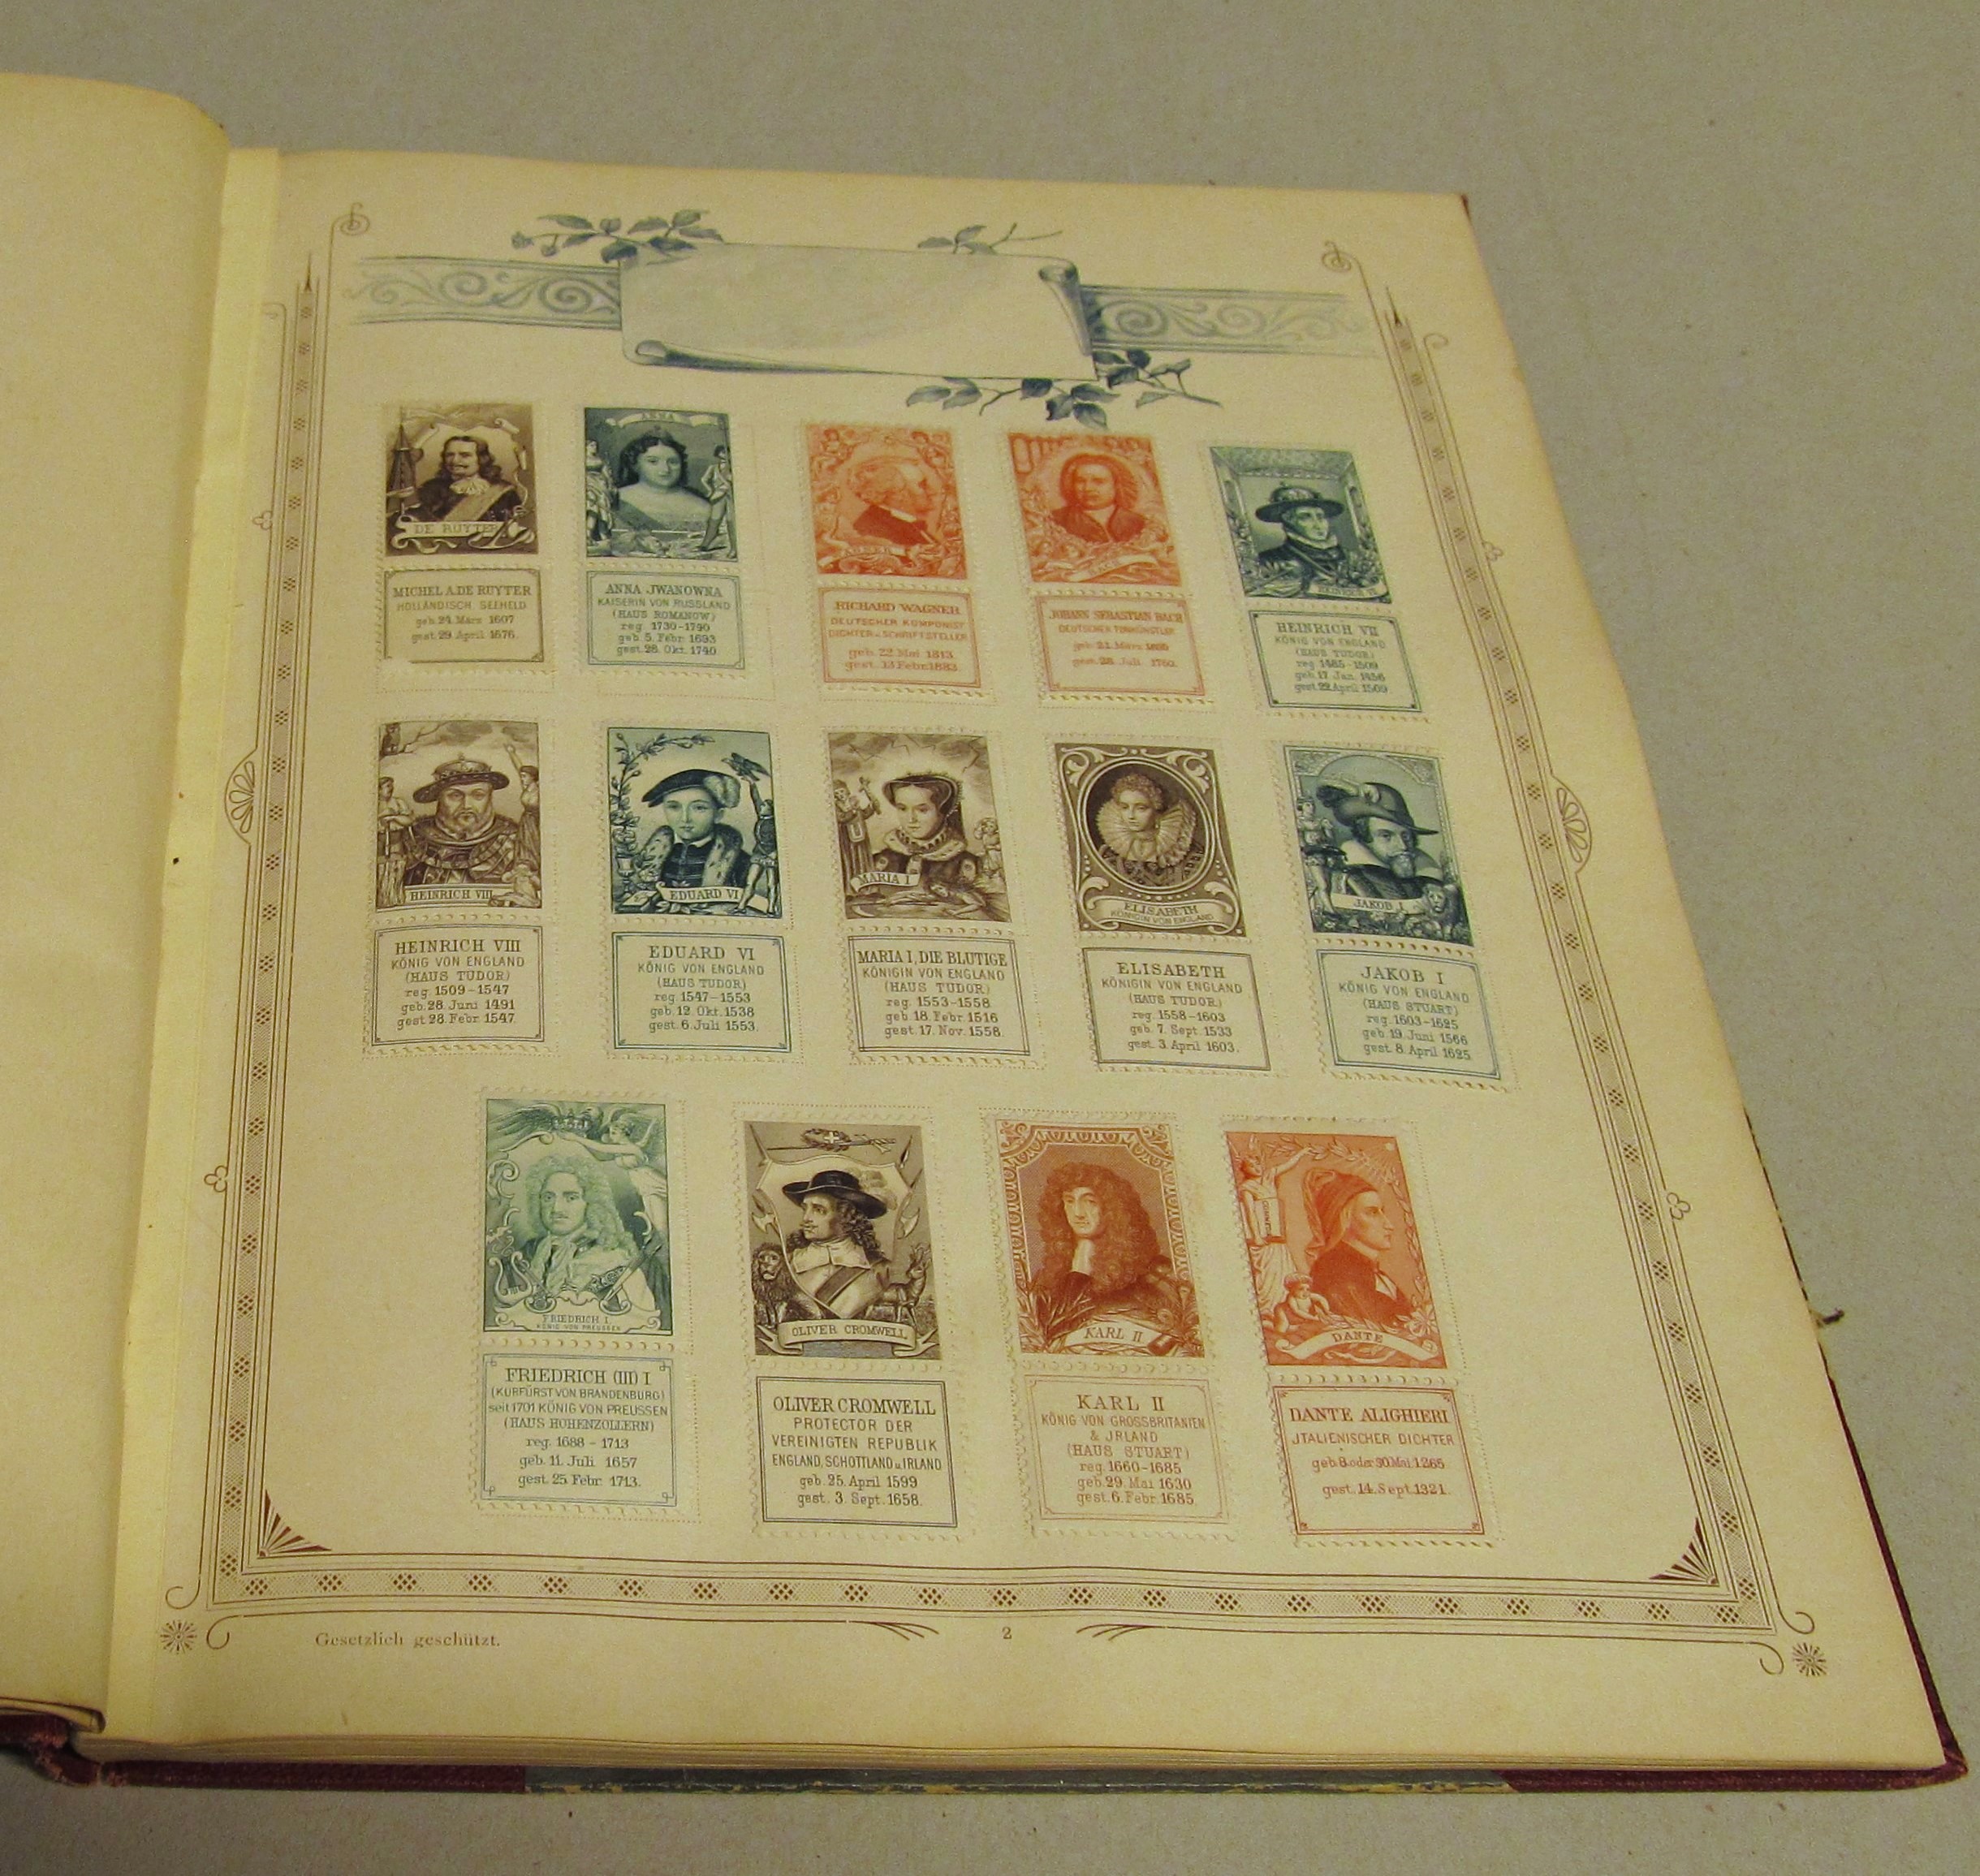 DE RUYTER
MICHEL A. DE RUYTER
HOLLÄNDISCH SEEHELD
geb. 24. März 1607
gest. 29. April. 1676.
ANNA
ANNA JWANOWNA
KAISERIN VON RUSSLAND
(HAUS ROMANOW)
reg. 1730-1740
geb. 5. Febr. 1693
gest. 28. Okt. 1740
RICHARD WAGNER
DEUTSCHER KOMPONIST
DICHTER u. SCHRIFTSTELLER
geb. 22. Mai 1813
gest. 13. Febr. 1883
JOHANN SEBASTIAN BACH
DEUTSCHER TONKÜNSTLER
geb. 21. März 1685
gest. 28. Juli 1750.
HEINRICH VII
HEINRICH VII
KÖNIG VON ENGLAND
(HAUS TUDOR)
reg. 1485-1509
geb. 17. Jan. 1456
gest. 22. April 1509
HEINRICH VIII
HEINRICH VIII
KÖNIG VON ENGLAND
(HAUS TUDOR)
reg. 1509-1547
geb. 28. Juni 1491
gest. 28. Febr. 1547.
EDUARD VI
EDUARD VI
KÖNIG VON ENGLAND
(HAUS TUDOR)
reg. 1547-1553
geb. 12. Okt. 1538
gest. 6. Juli 1553.
MARIA I
MARIA I, DIE BLUTIGE
KÖNIGIN VON ENGLAND
(HAUS TUDOR)
reg. 1553-1558
geb. 18. Febr. 1516
gest. 17. Nov. 1558.
ELISABETH
KÖNIGIN VON ENGLAND
ELISABETH
KÖNIGIN VON ENGLAND
(HAUS TUDOR)
reg. 1558-1603
geb. 7. Sept. 1533
gest. 3. April 1603.
JAKOB I
JAKOB I
KÖNIG VON ENGLAND
(HAUS STUART)
reg. 1603-1625
geb. 19. Juni 1566
gest. 8. April 1625.
FRIEDRICH I.
KÖNIG VON PREUSSEN
FRIEDRICH (III) I
(KURFÜRST VON BRANDENBURG)
seit 1701 KÖNIG VON PREUSSEN
(HAUS HOHENZOLLERN)
reg. 1688 - 1713
geb. 11. Juli 1657
gest. 25. Febr. 1713.
OLIVER CROMWELL
OLIVER CROMWELL
PROTECTOR DER
VEREINIGTEN REPUBLIK
ENGLAND, SCHOTTLAND u. IRLAND
geb. 25. April 1599
gest. 3. Sept. 1658.
KARL II
KARL II
KÖNIG VON GROSSBRITANIEN
& JRLAND
(HAUS STUART)
reg. 1660-1685
geb. 29. Mai 1630
gest. 6. Febr. 1685.
DANTE
DANTE ALIGHIERI
JTALIENISCHER DICHTER
geb. 8. oder 30. Mai 1265
gest. 14. Sept. 1321.
Gesetzlich geschützt.
2